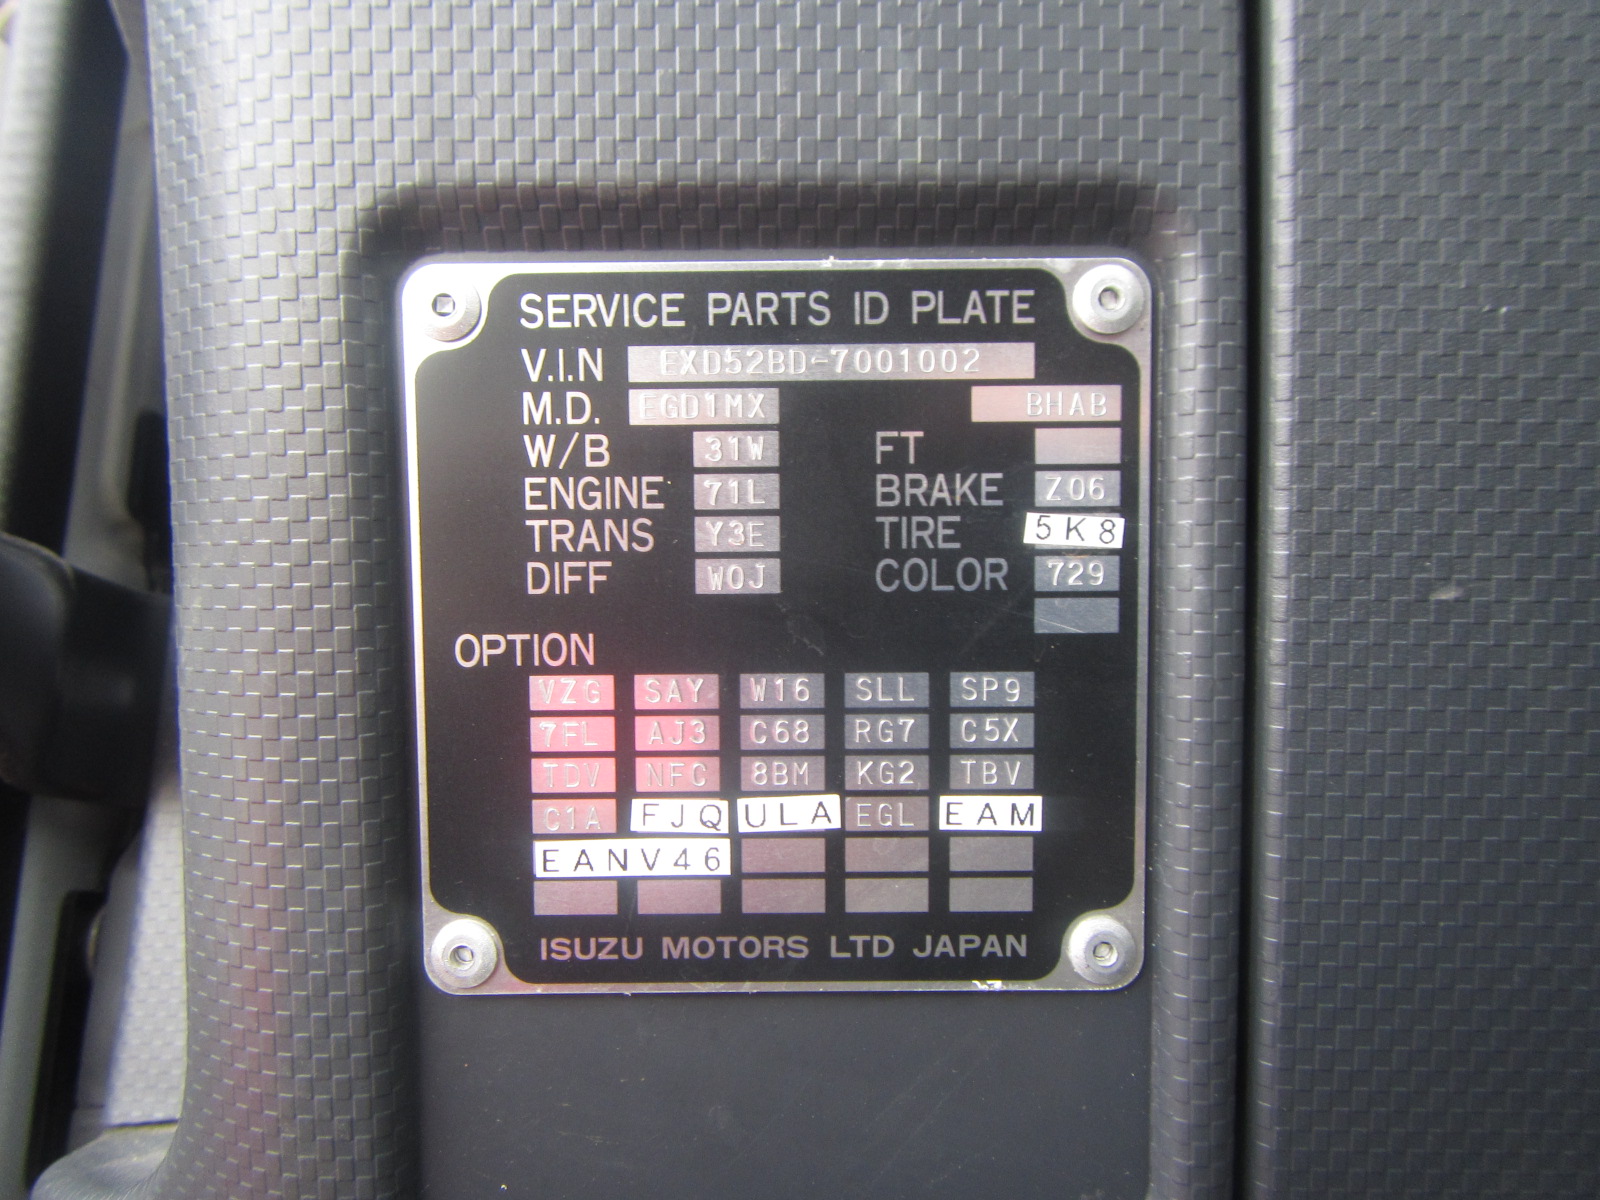 SERVICE PARTS ID PLATE
V.I.N EXD52BD-7001002
M.D. EGD1MX BHAB
W/B 31W FT
ENGINE 71L BRAKE Z06
TRANS Y3E TIRE 5K8
DIFF W0J COLOR 729
OPTION
VZG SAY W16 SLL SP9
7FL AJ3 C68 RG7 C5X
TDV NFC 8BM KG2 TBV
C1A FJQ ULA EGL EAM
EANV46
ISUZU MOTORS LTD JAPAN